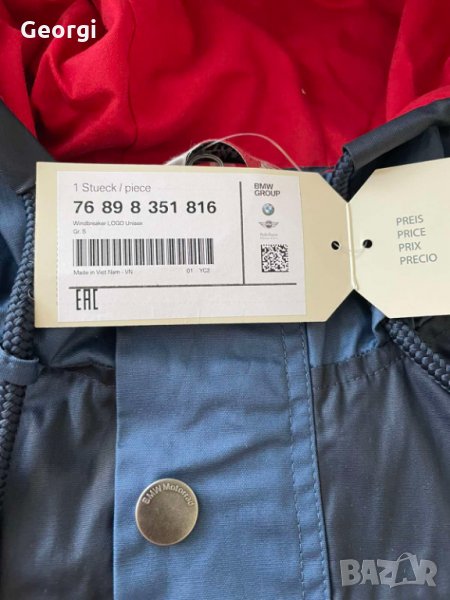 Georgi
1 Stueck / piece
76 89 8 351 816
Windbreaker LOGO Unisex
Gr. S
Made in Viet Nam - VN
01 YC2
BMW
GROUP
EAC
PREIS
PRICE
PRIX
PRECIO
BMW Motorrad
BAZAR